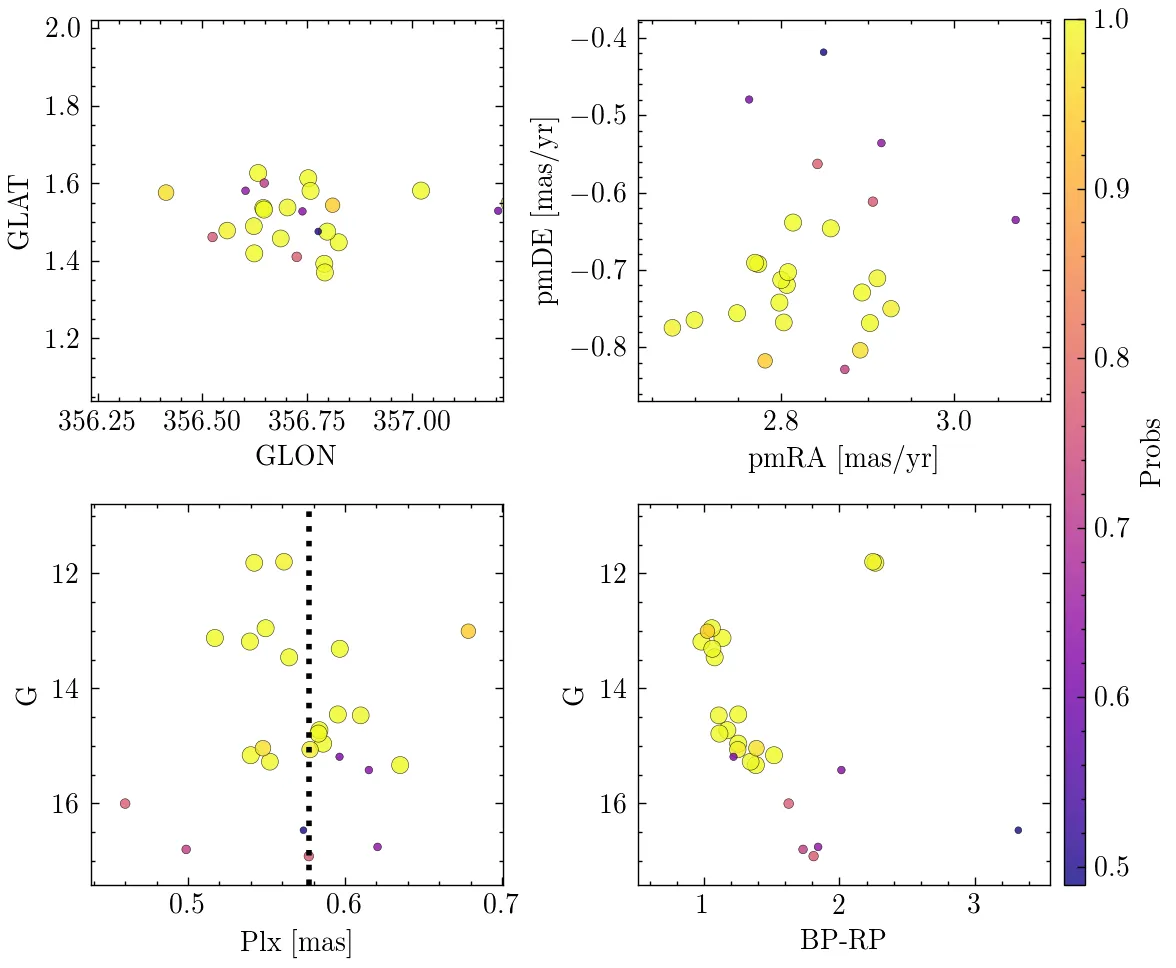 2.0
1.8
1.6
1.4
1.2
GLAT
356.25 356.50 356.75 357.00
GLON
−0.4
−0.5
−0.6
−0.7
−0.8
pmDE [mas/yr]
2.8 3.0
pmRA [mas/yr]
1.0
0.9
0.8
0.7
0.6
0.5
Probs
12
14
16
G
0.5 0.6 0.7
Plx [mas]
12
14
16
G
1 2 3
BP-RP